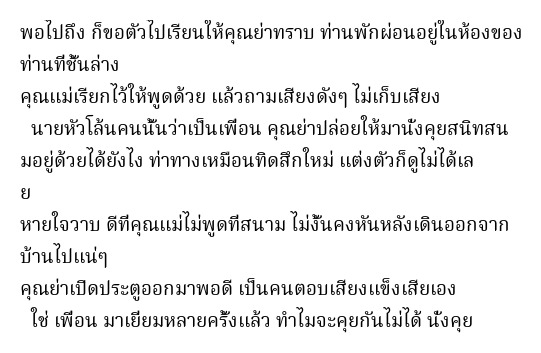 พอไปถึง ก็ขอตัวไปเรียนให้คุณย่าทราบ ท่านพักผ่อนอยู่ในห้องของ
ท่านที่ชั้นล่าง
คุณแม่เรียกไว้ให้พูดด้วย แล้วถามเสียงดังๆ ไม่เก็บเสียง
นายหัวโล้นคนนั้นว่าเป็นเพื่อน คุณย่าปล่อยให้มานั่งคุยสนิทสน
มอยู่ด้วยได้ยังไง ท่าทางเหมือนทิดสึกใหม่ แต่งตัวก็ดูไม่ได้เล
ย
หายใจวาบ ดีที่คุณแม่ไม่พูดที่สนาม ไม่งั้นคงหันหลังเดินออกจาก
บ้านไปแน่ๆ
คุณย่าเปิดประตูออกมาพอดี เป็นคนตอบเสียงแข็งเสียเอง
ใช่ เพื่อน มาเยี่ยมหลายครั้งแล้ว ทำไมจะคุยกันไม่ได้ นั่งคุย